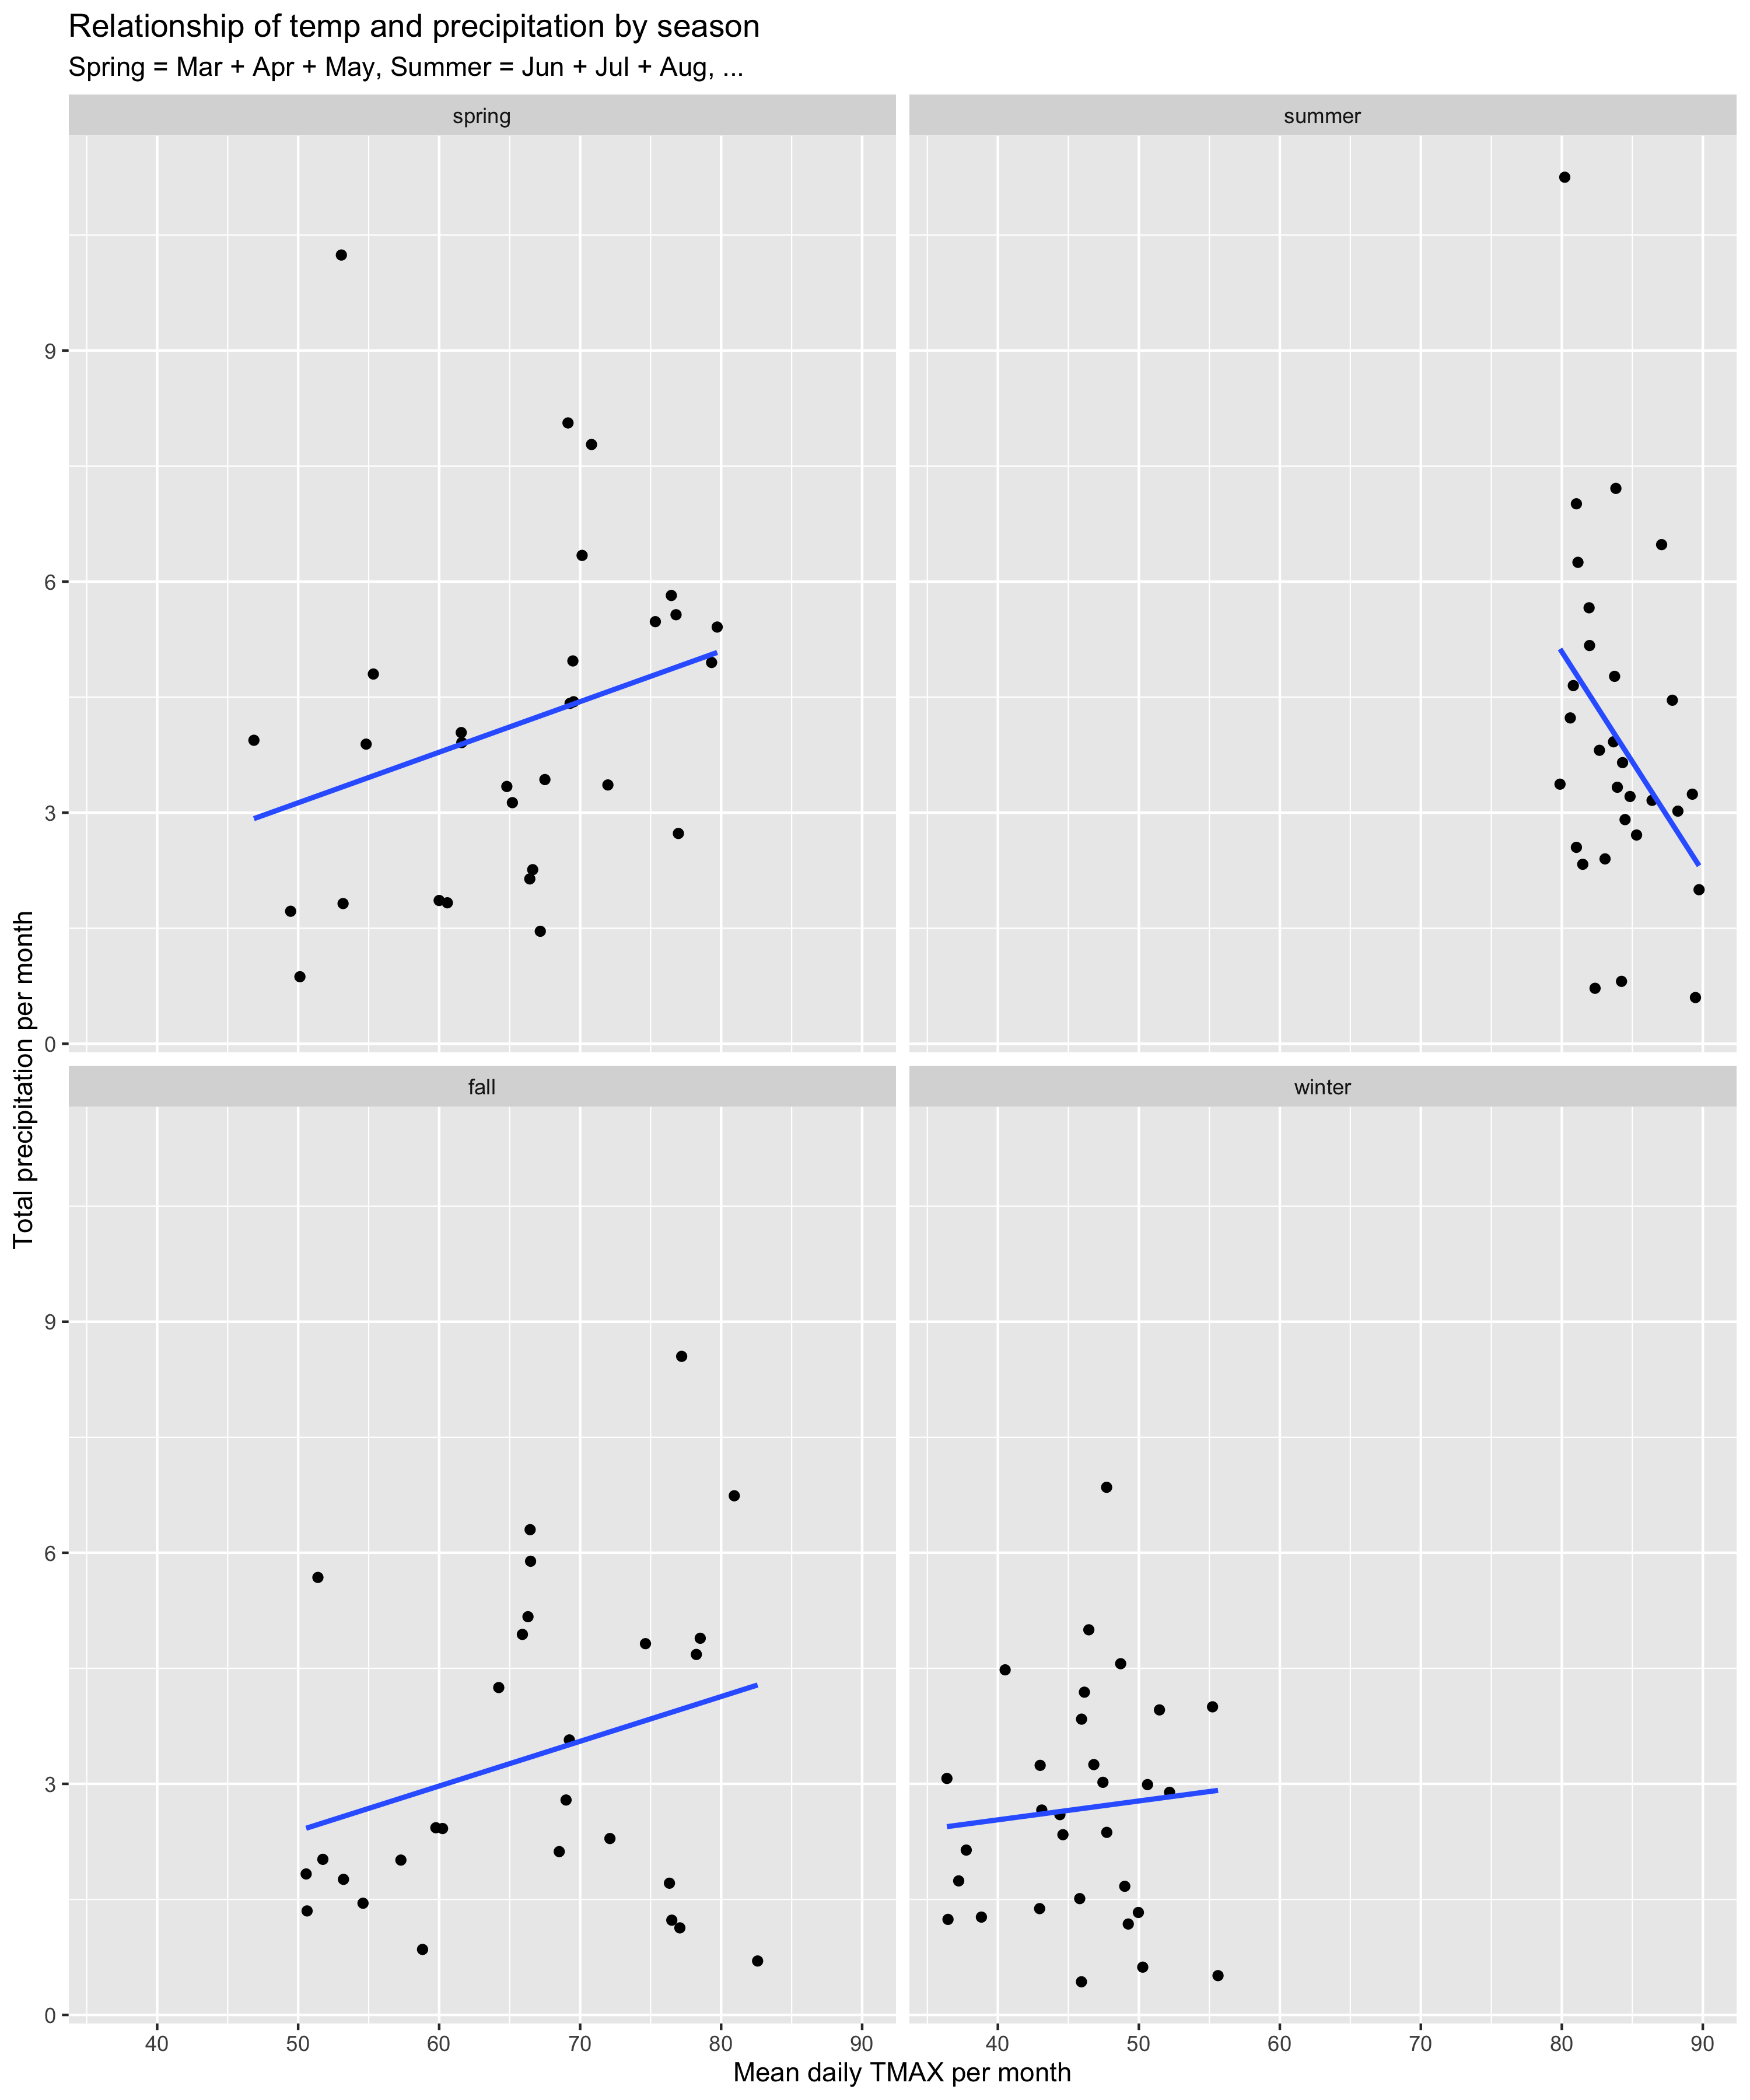 Relationship of temp and precipitation by season
Spring = Mar + Apr + May, Summer = Jun + Jul + Aug, ...
spring
summer
9
6
3
0
Total precipitation per month
fall
winter
9
6
3
0
40 50 60 70 80 90
40 50 60 70 80 90
Mean daily TMAX per month